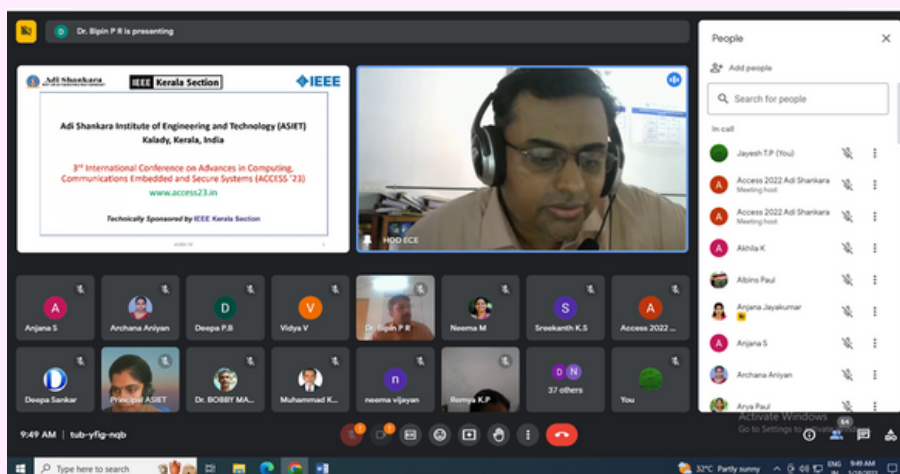 D Dr. Bipin P R is presenting
Adi Shankara
IEEE Kerala Section
IEEE
Adi Shankara Institute of Engineering and Technology (ASIET)
Kalady, Kerala, India
3rd International Conference on Advances in Computing,
Communications Embedded and Secure Systems (ACCESS '23)
www.access23.in
Technically Sponsored by IEEE Kerala Section
HOD ECE
A
Anjana S
Archana Aniyan
D
Deepa P.B
V
Vidya V
Dr. Bipin P R
Neema M
S
Sreekanth K.S
A
Access 2022 ...
Deepa Sankar
Principal ASIET
Dr. BOBBY MA...
Muhammad K...
n
neema vijayan
Remya K.P
D N
37 others
You
People
Add people
Search for people
In call
Jayesh T.P (You)
A
Access 2022 Adi Shankara
Meeting host
A
Access 2022 Adi Shankara
Meeting host
A
Akhila K
Albins Paul
Anjana Jayakumar
A
Anjana S
Archana Aniyan
Arya Paul
Activate Windows
Go to Settings to activate Windows.
9:49 AM | tub-yfig-nqb
54
Type here to search
32°C Partly sunny
ENG
9:49 AM